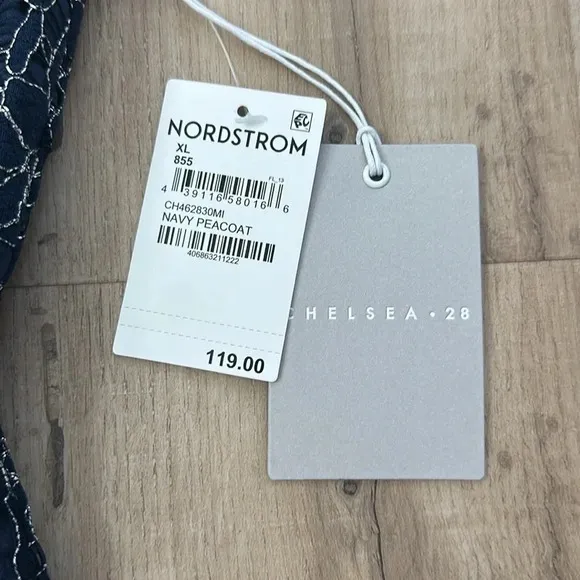 NORDSTROM
XL
855
FL 13
4 39116 58016 6
CH462830MI
NAVY PEACOAT
406863211222
119.00
CHELSEA • 28